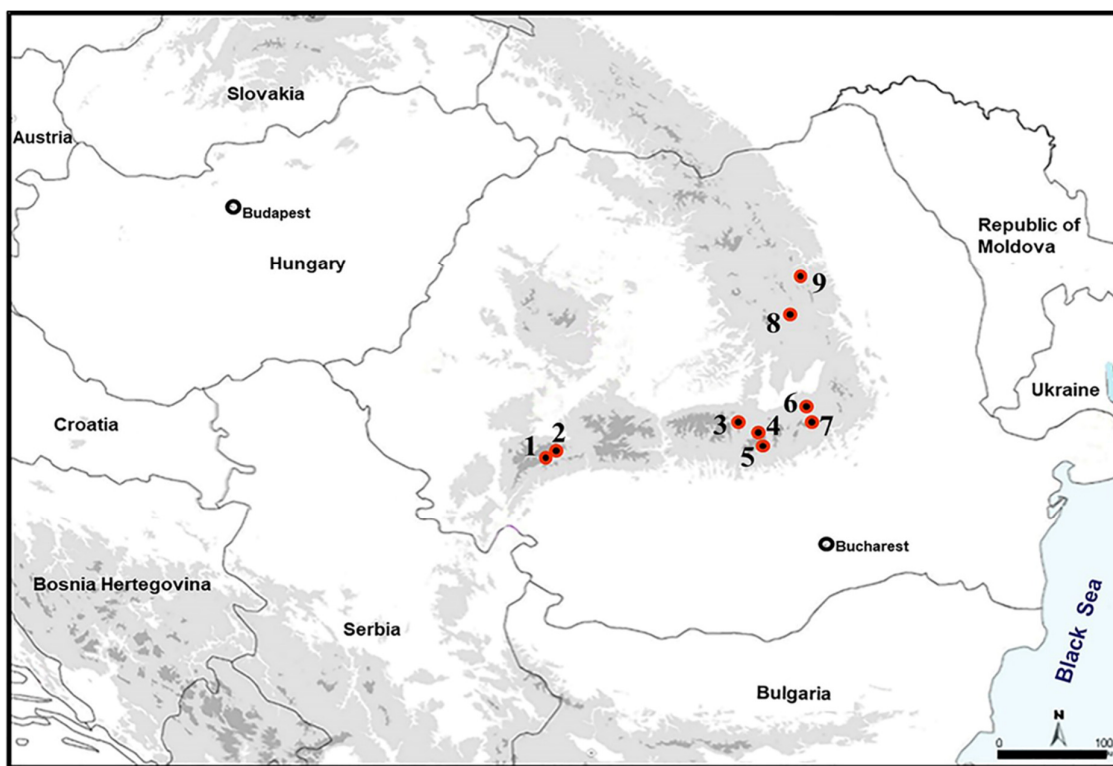 Slovakia
Austria
Budapest
Republic of
Moldova
Hungary
9
8
Ukraine
6
Croatia
3
4
7
2
1
5
Bucharest
Bosnia Hertegovina
Serbia
Black Sea
Bulgaria
N
0
100